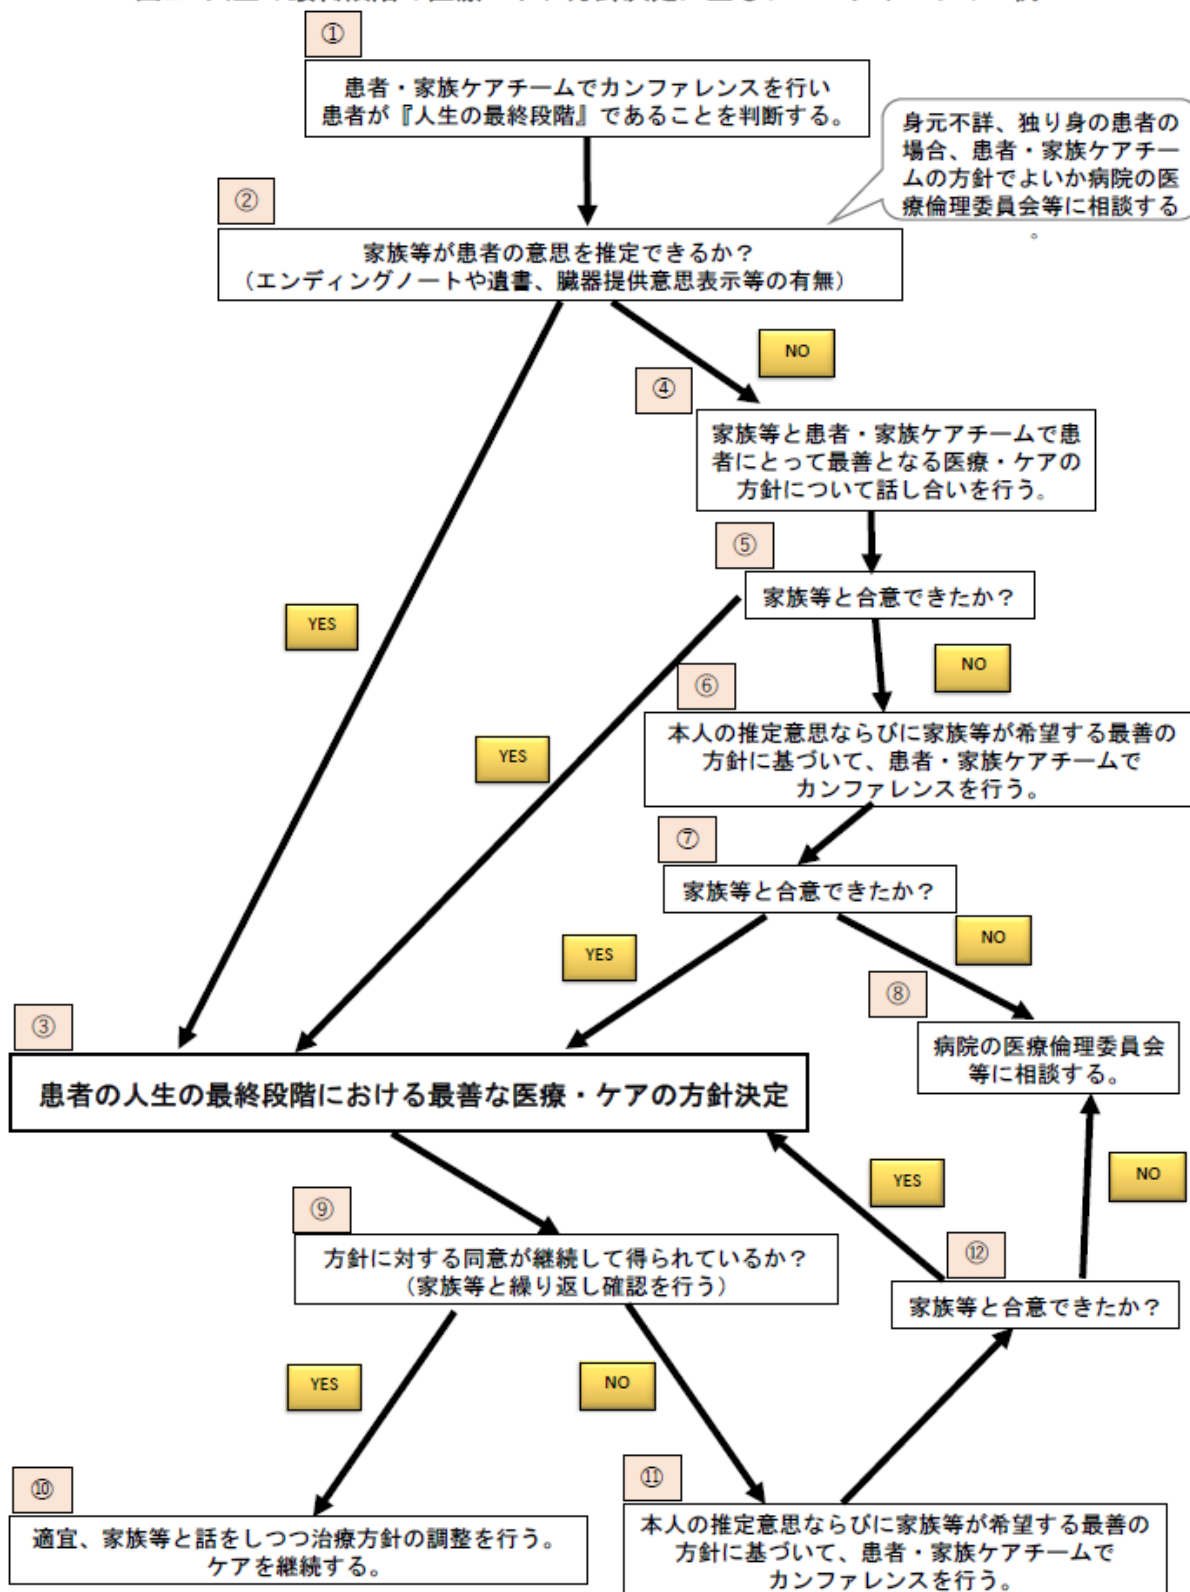 ①
患者・家族ケアチームでカンファレンスを行い
患者が『人生の最終段階』であることを判断する。
身元不詳、独り身の患者の
場合、患者・家族ケアチー
ムの方針でよいか病院の医
療倫理委員会等に相談する
。
②
家族等が患者の意思を推定できるか？
（エンディングノートや遺書、臓器提供意思表示等の有無）
NO
④
家族等と患者・家族ケアチームで患
者にとって最善となる医療・ケアの
方針について話し合いを行う。
⑤
家族等と合意できたか？
YES
NO
⑥
本人の推定意思ならびに家族等が希望する最善の
方針に基づいて、患者・家族ケアチームで
カンファレンスを行う。
YES
⑦
家族等と合意できたか？
YES
NO
⑧
病院の医療倫理委員会
等に相談する。
③
患者の人生の最終段階における最善な医療・ケアの方針決定
YES
NO
⑨
方針に対する同意が継続して得られているか？
（家族等と繰り返し確認を行う）
⑫
家族等と合意できたか？
YES
NO
⑩
適宜、家族等と話をしつつ治療方針の調整を行う。
ケアを継続する。
⑪
本人の推定意思ならびに家族等が希望する最善の
方針に基づいて、患者・家族ケアチームで
カンファレンスを行う。